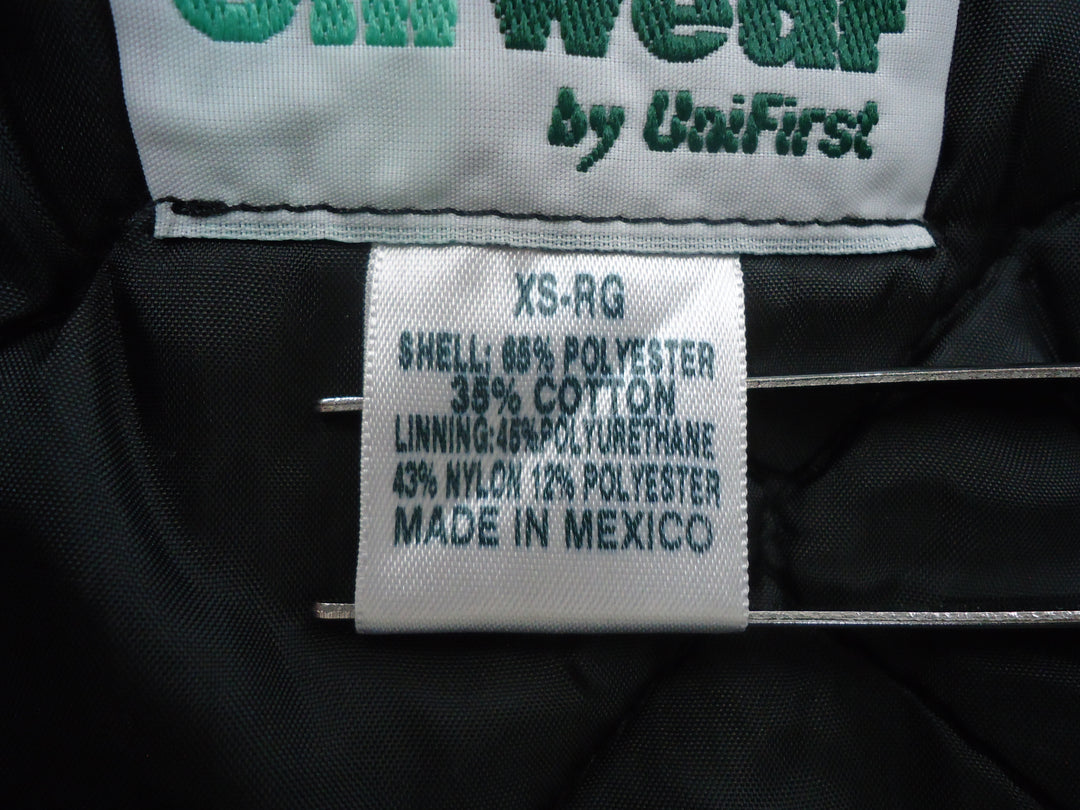 Wear
by UniFirst
XS-RG
SHELL; 65% POLYESTER
35% COTTON
LINNING:45%POLYURETHANE
43% NYLON 12% POLYESTER
MADE IN MEXICO